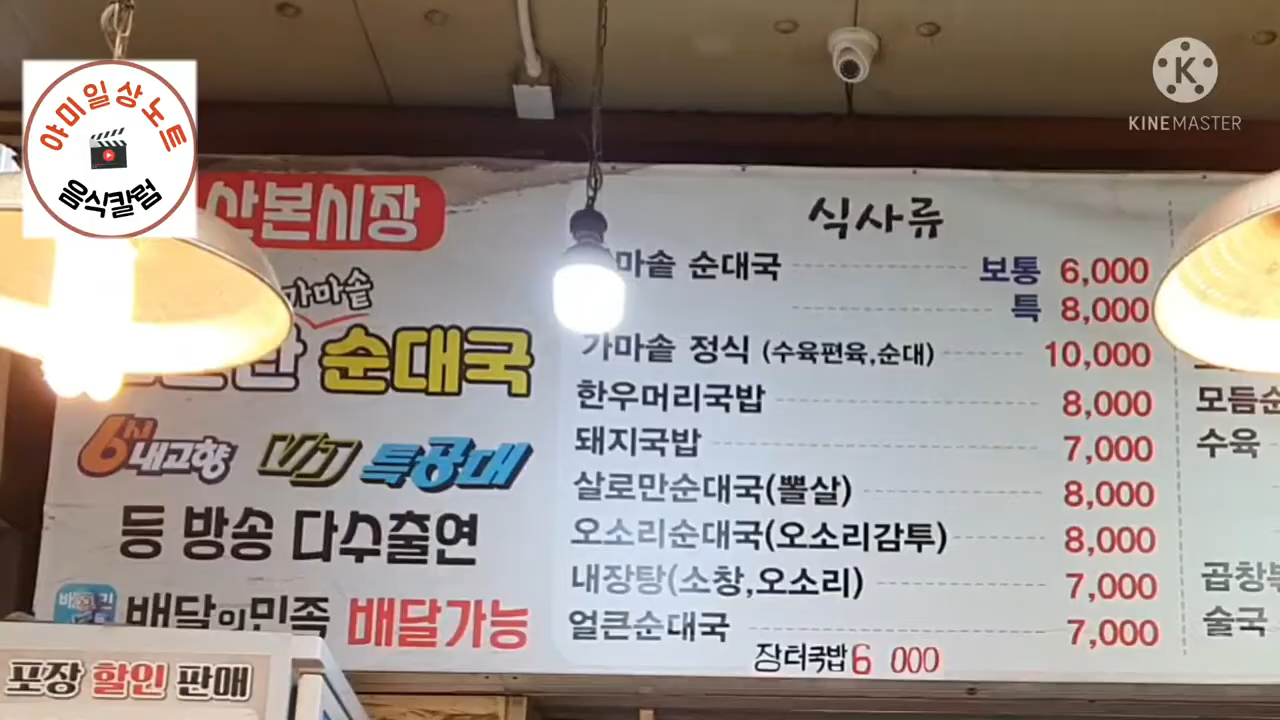 야미일상노트
음식칼럼
KINEMASTER
산본시장
가마솥
순대국
6시 내고향 VJ 특공대
등 방송 다수출연
배달의민족 배달가능
포장 할인 판매
식사류
마솥 순대국 보통 6,000
특 8,000
가마솥 정식 (수육편육,순대) 10,000
한우머리국밥 8,000
돼지국밥 7,000
살로만순대국(뽈살) 8,000
오소리순대국(오소리감투) 8,000
내장탕(소창,오소리) 7,000
얼큰순대국 7,000
장터국밥 6 000
모듬순
수육
곱창
술국